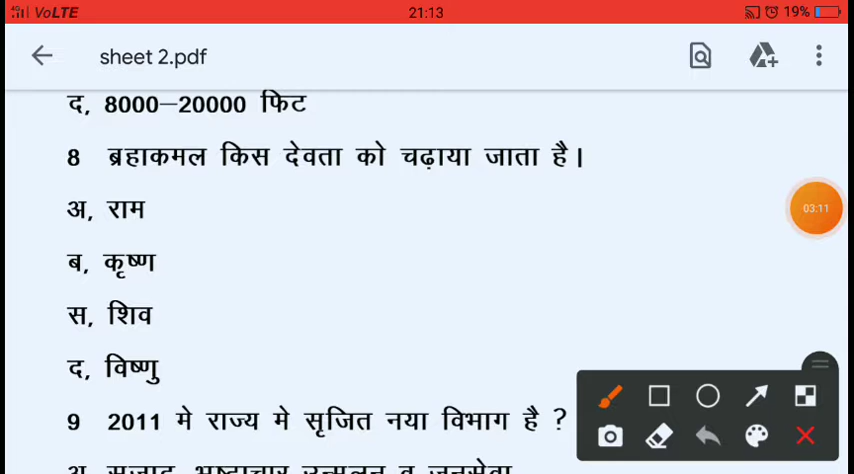 4G VoLTE 21:13 19%
sheet 2.pdf
द, 8000–20000 फिट
8 ब्रहाकमल किस देवता को चढ़ाया जाता है।
03:11
अ, राम
ब, कृष्ण
स, शिव
द, विष्णु
9 2011 मे राज्य मे सृजित नया विभाग है ?